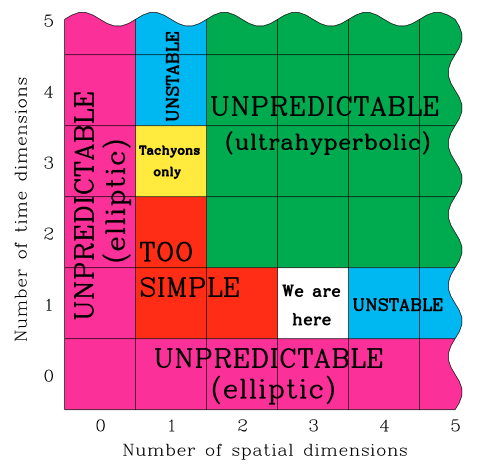 5
4
3
2
1
0
Number of time dimensions
UNPREDICTABLE
(elliptic)
UNSTABLE
UNPREDICTABLE
(ultrahyperbolic)
Tachyons
only
TOO
SIMPLE
We are
here
UNSTABLE
UNPREDICTABLE
(elliptic)
0 1 2 3 4 5
Number of spatial dimensions